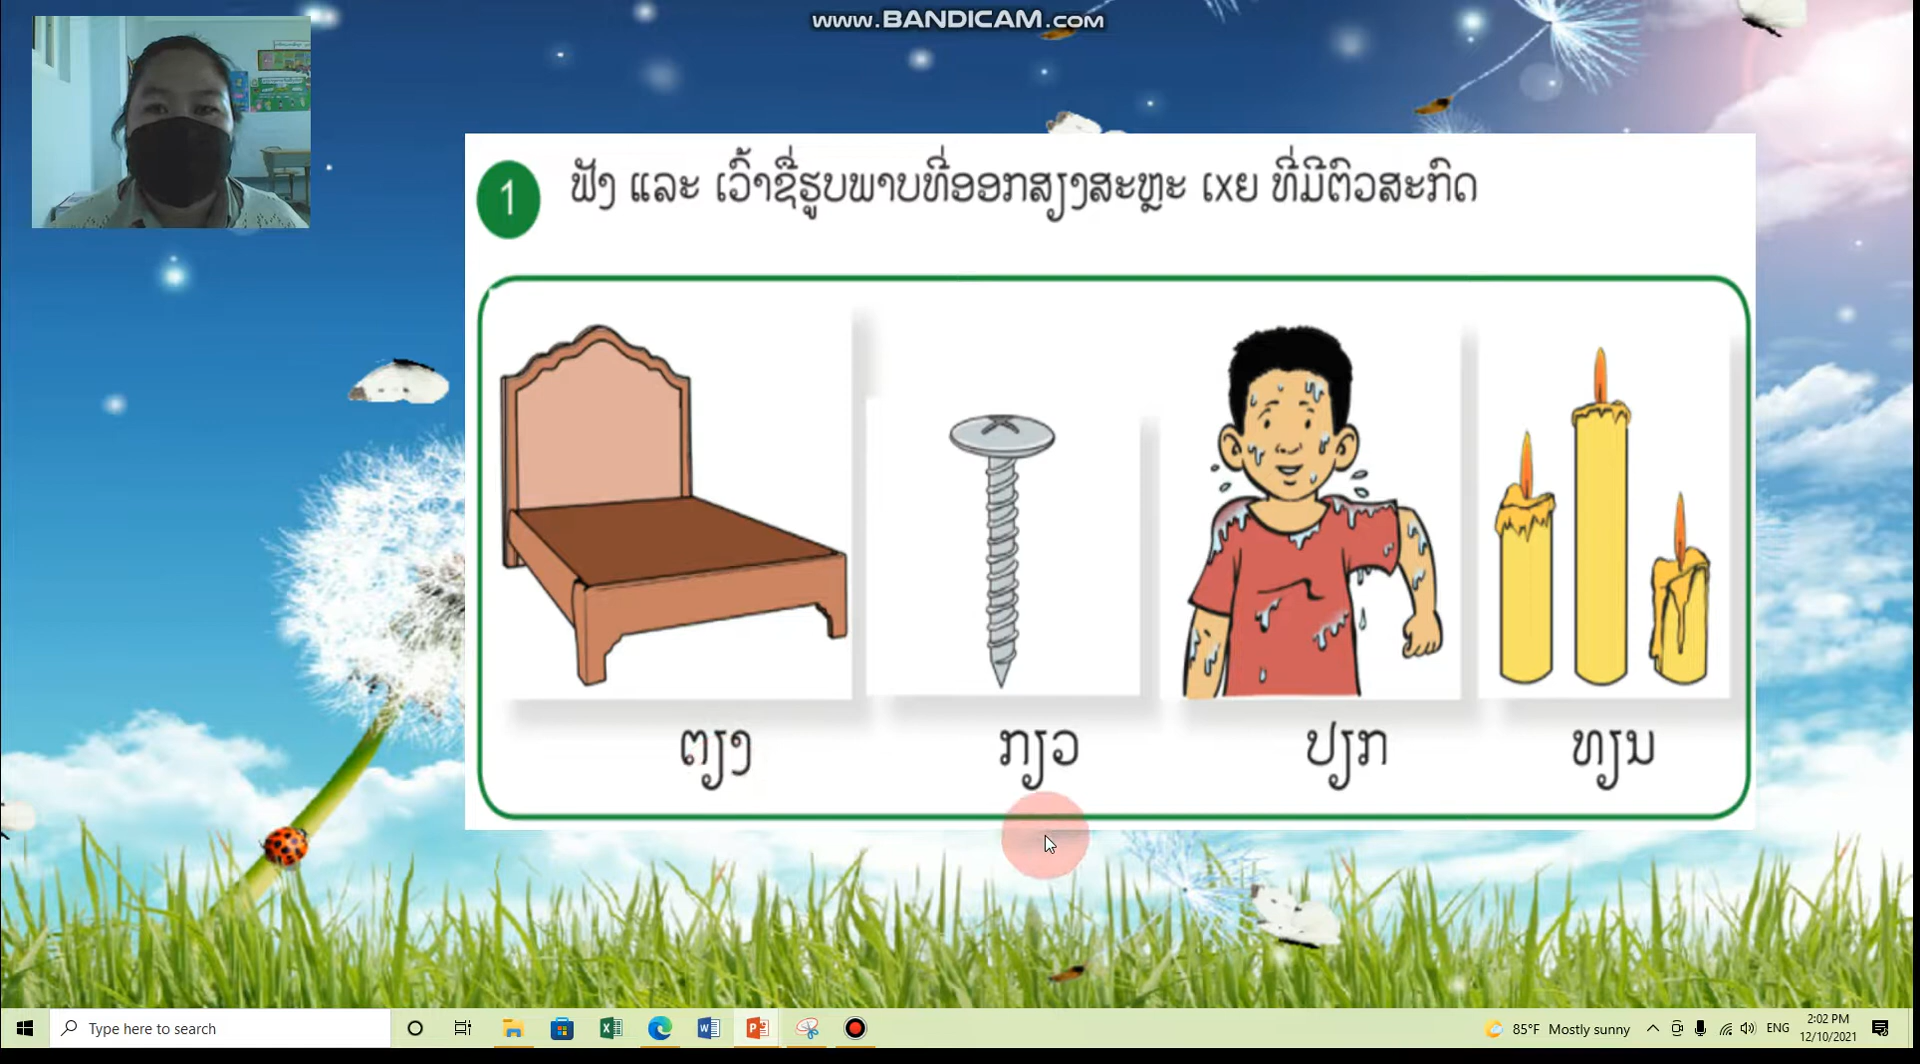 www.BANDICAM.com
1 ຟັງ ແລະ ເວົ້າຊື່ຮູບພາບທີ່ອອກສຽງສະຫຼະ ເxຍ ທີ່ມີຕົວສະກົດ
ຕຽງ ກຽວ ປຽກ ທຽນ
Type here to search
85°F Mostly sunny
ENG
2:02 PM
12/10/2021